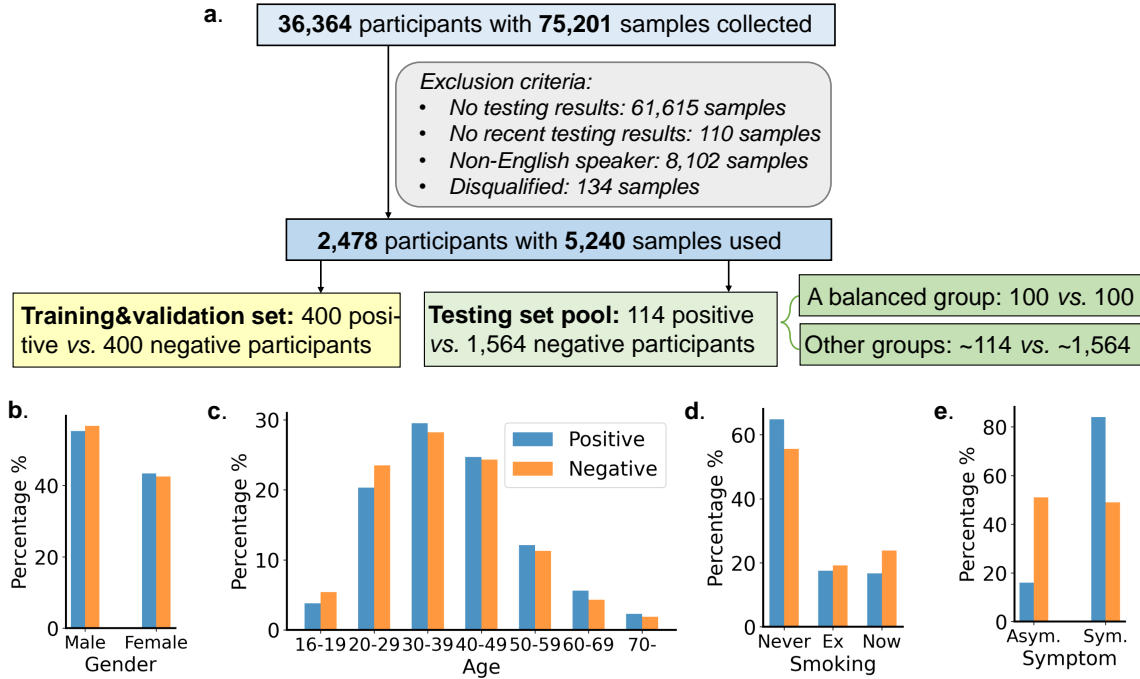 a.
36,364 participants with 75,201 samples collected
Exclusion criteria:
• No testing results: 61,615 samples
• No recent testing results: 110 samples
• Non-English speaker: 8,102 samples
• Disqualified: 134 samples
2,478 participants with 5,240 samples used
Training&validation set: 400 posi-
tive vs. 400 negative participants
Testing set pool: 114 positive
vs. 1,564 negative participants
A balanced group: 100 vs. 100
Other groups: ~114 vs. ~1,564
b.
Percentage %
40
0
Male Female
Gender
c.
Percentage %
30
20
10
0
16-19 20-29 30-39 40-49 50-59 60-69 70-
Age
Positive
Negative
d.
Percentage %
60
40
20
0
Never Ex Now
Smoking
e.
Percentage %
80
60
40
20
0
Asym. Sym.
Symptom